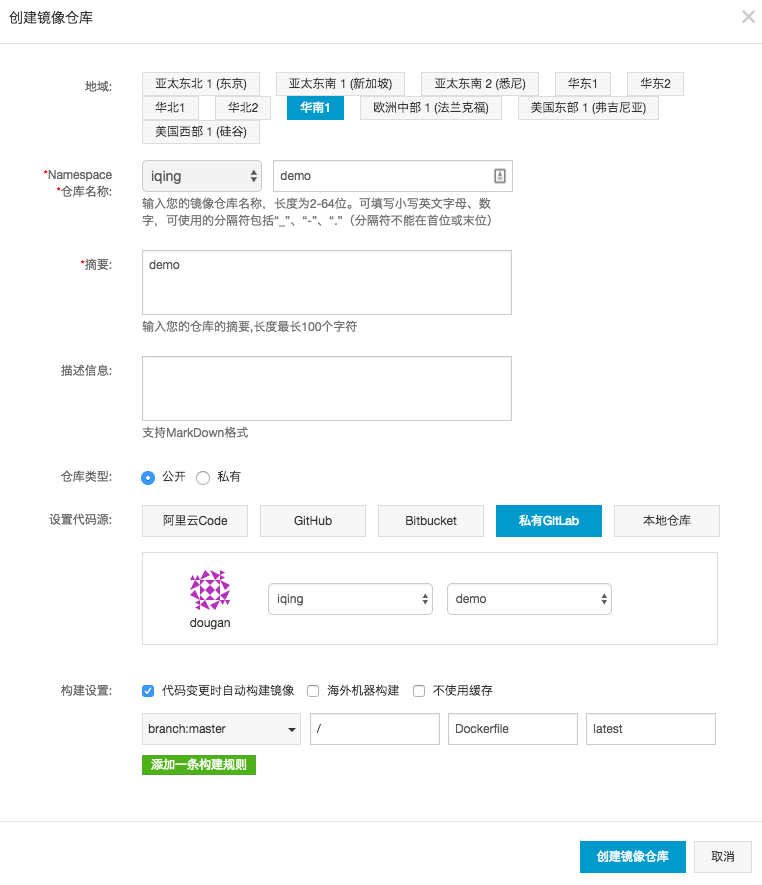 创建镜像仓库
地域:
亚太东北 1 (东京) 亚太东南 1 (新加坡) 亚太东南 2 (悉尼) 华东1 华东2
华北1 华北2 华南1 欧洲中部 1 (法兰克福) 美国东部 1 (弗吉尼亚)
美国西部 1 (硅谷)
*Namespace
*仓库名称:
iqing demo
输入您的镜像仓库名称，长度为2-64位。可填写小写英文字母、数
字，可使用的分隔符包括“_”、“-”、“.”（分隔符不能在首位或末位）
*摘要:
demo
输入您的仓库的摘要,长度最长100个字符
描述信息:
支持MarkDown格式
仓库类型: 公开 私有
设置代码源: 阿里云Code GitHub Bitbucket 私有GitLab 本地仓库
dougan iqing demo
构建设置: 代码变更时自动构建镜像 海外机器构建 不使用缓存
branch:master / Dockerfile latest
添加一条构建规则
创建镜像仓库 取消